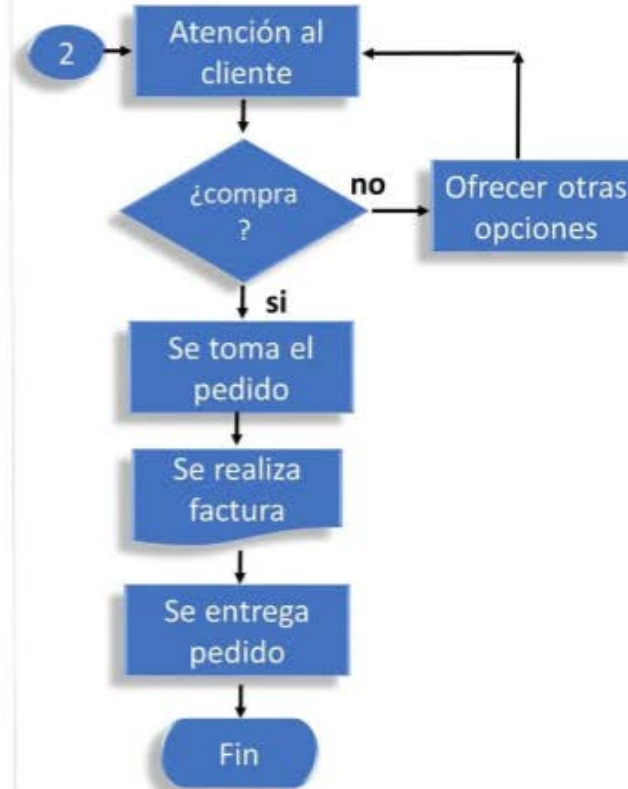 2
Atención al
cliente
¿compra
?
no
Ofrecer otras
opciones
si
Se toma el
pedido
Se realiza
factura
Se entrega
pedido
Fin